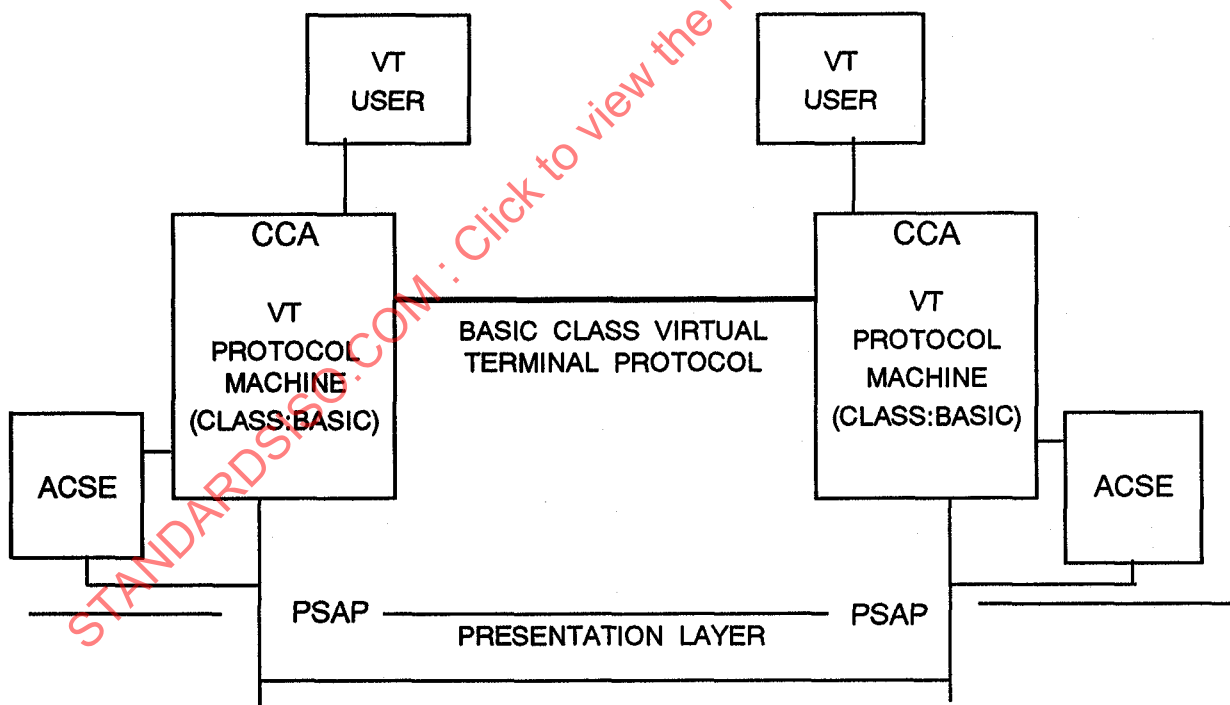 VT
USER
VT
USER
CCA
VT
PROTOCOL
MACHINE
(CLASS:BASIC)
BASIC CLASS VIRTUAL
TERMINAL PROTOCOL
CCA
VT
PROTOCOL
MACHINE
(CLASS:BASIC)
ACSE
ACSE
PSAP
PSAP
PRESENTATION LAYER
STANDARDSISO.COM : Click to view the